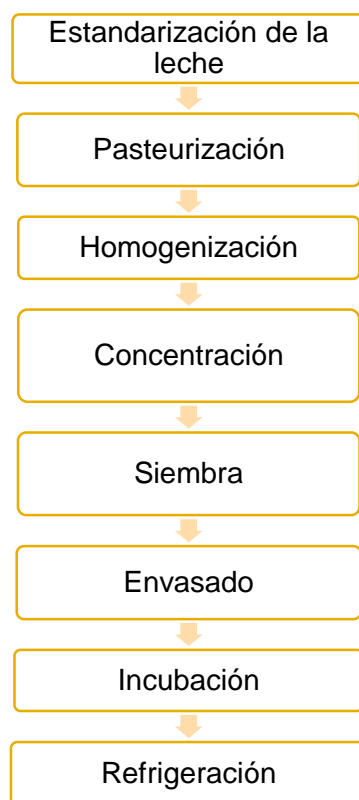 Estandarización de la
leche
Pasteurización
Homogenización
Concentración
Siembra
Envasado
Incubación
Refrigeración